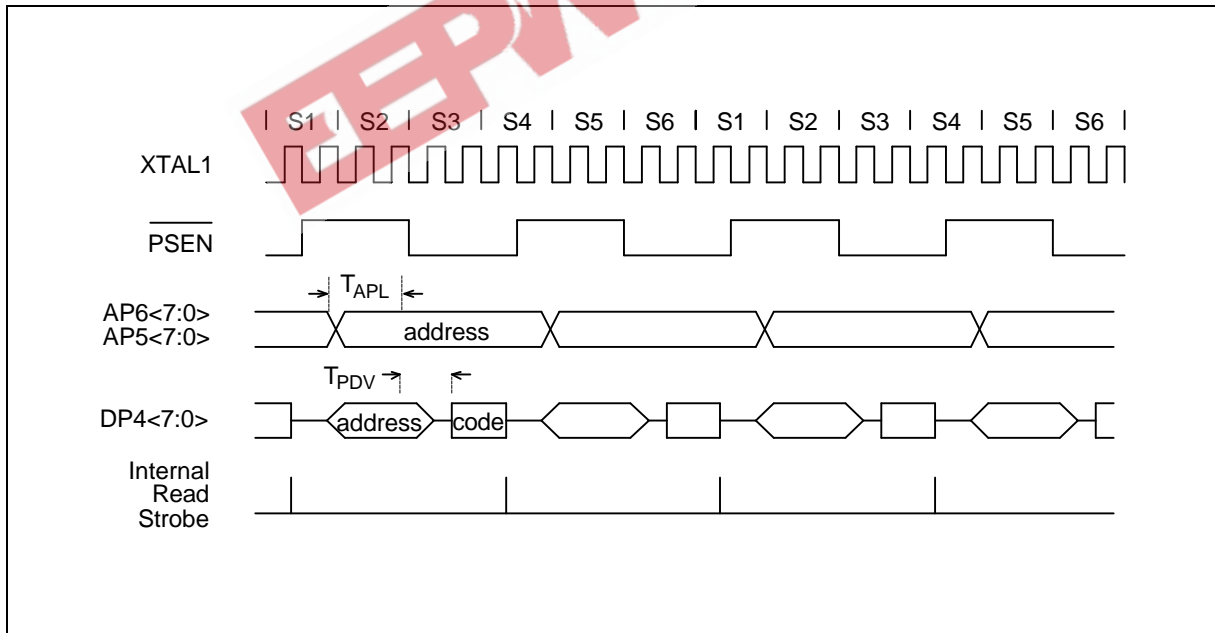 EEPW
| S1 | S2 | S3 | S4 | S5 | S6 | S1 | S2 | S3 | S4 | S5 | S6 |
XTAL1
PSEN
TAPL
AP6<7:0>
AP5<7:0>
address
TPDV
DP4<7:0>
address
code
Internal
Read
Strobe